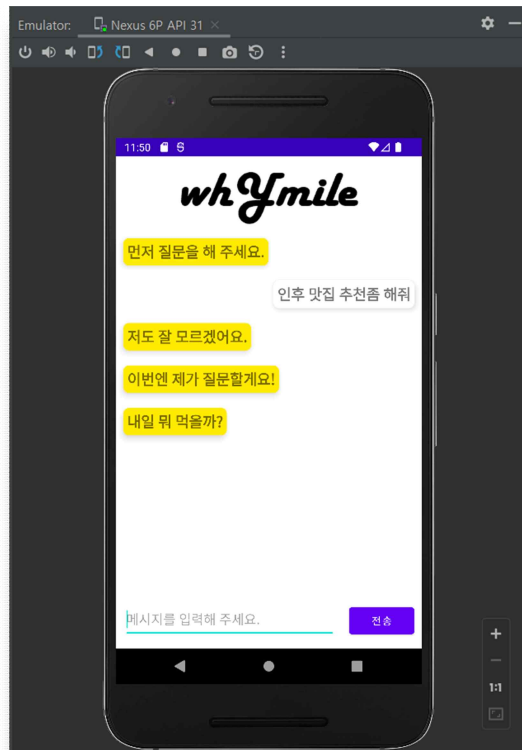 Emulator: Nexus 6P API 31
11:50
whYmile
먼저 질문을 해 주세요.
인후 맛집 추천좀 해줘
저도 잘 모르겠어요.
이번엔 제가 질문할게요!
내일 뭐 먹을까?
메시지를 입력해 주세요.
전송
1:1